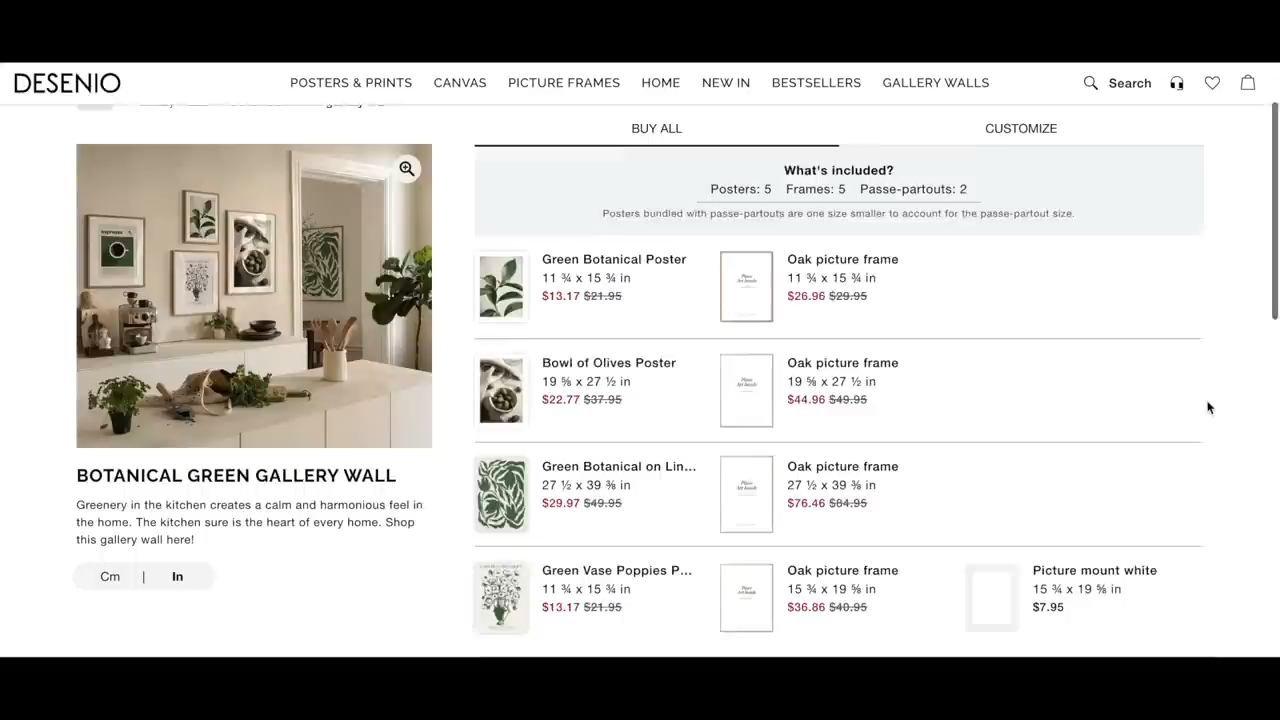 DESENIO
POSTERS & PRINTS CANVAS PICTURE FRAMES HOME NEW IN BESTSELLERS GALLERY WALLS
Search
BUY ALL CUSTOMIZE
What's included?
Posters: 5 Frames: 5 Passe-partouts: 2
Posters bundled with passe-partouts are one size smaller to account for the passe-partout size.
Green Botanical Poster
11 ¾ x 15 ¾ in
$13.17 $21.95
Oak picture frame
11 ¾ x 15 ¾ in
$26.96 $29.95
Bowl of Olives Poster
19 ⅝ x 27 ½ in
$22.77 $37.95
Oak picture frame
19 ⅝ x 27 ½ in
$44.96 $49.95
Green Botanical on Lin...
27 ½ x 39 ⅜ in
$29.97 $49.95
Oak picture frame
27 ½ x 39 ⅜ in
$76.46 $84.95
Green Vase Poppies P...
11 ¾ x 15 ¾ in
$13.17 $21.95
Oak picture frame
15 ¾ x 19 ⅝ in
$36.86 $40.95
Picture mount white
15 ¾ x 19 ⅝ in
$7.95
espresso
BOTANICAL GREEN GALLERY WALL
Greenery in the kitchen creates a calm and harmonious feel in
the home. The kitchen sure is the heart of every home. Shop
this gallery wall here!
Cm | In